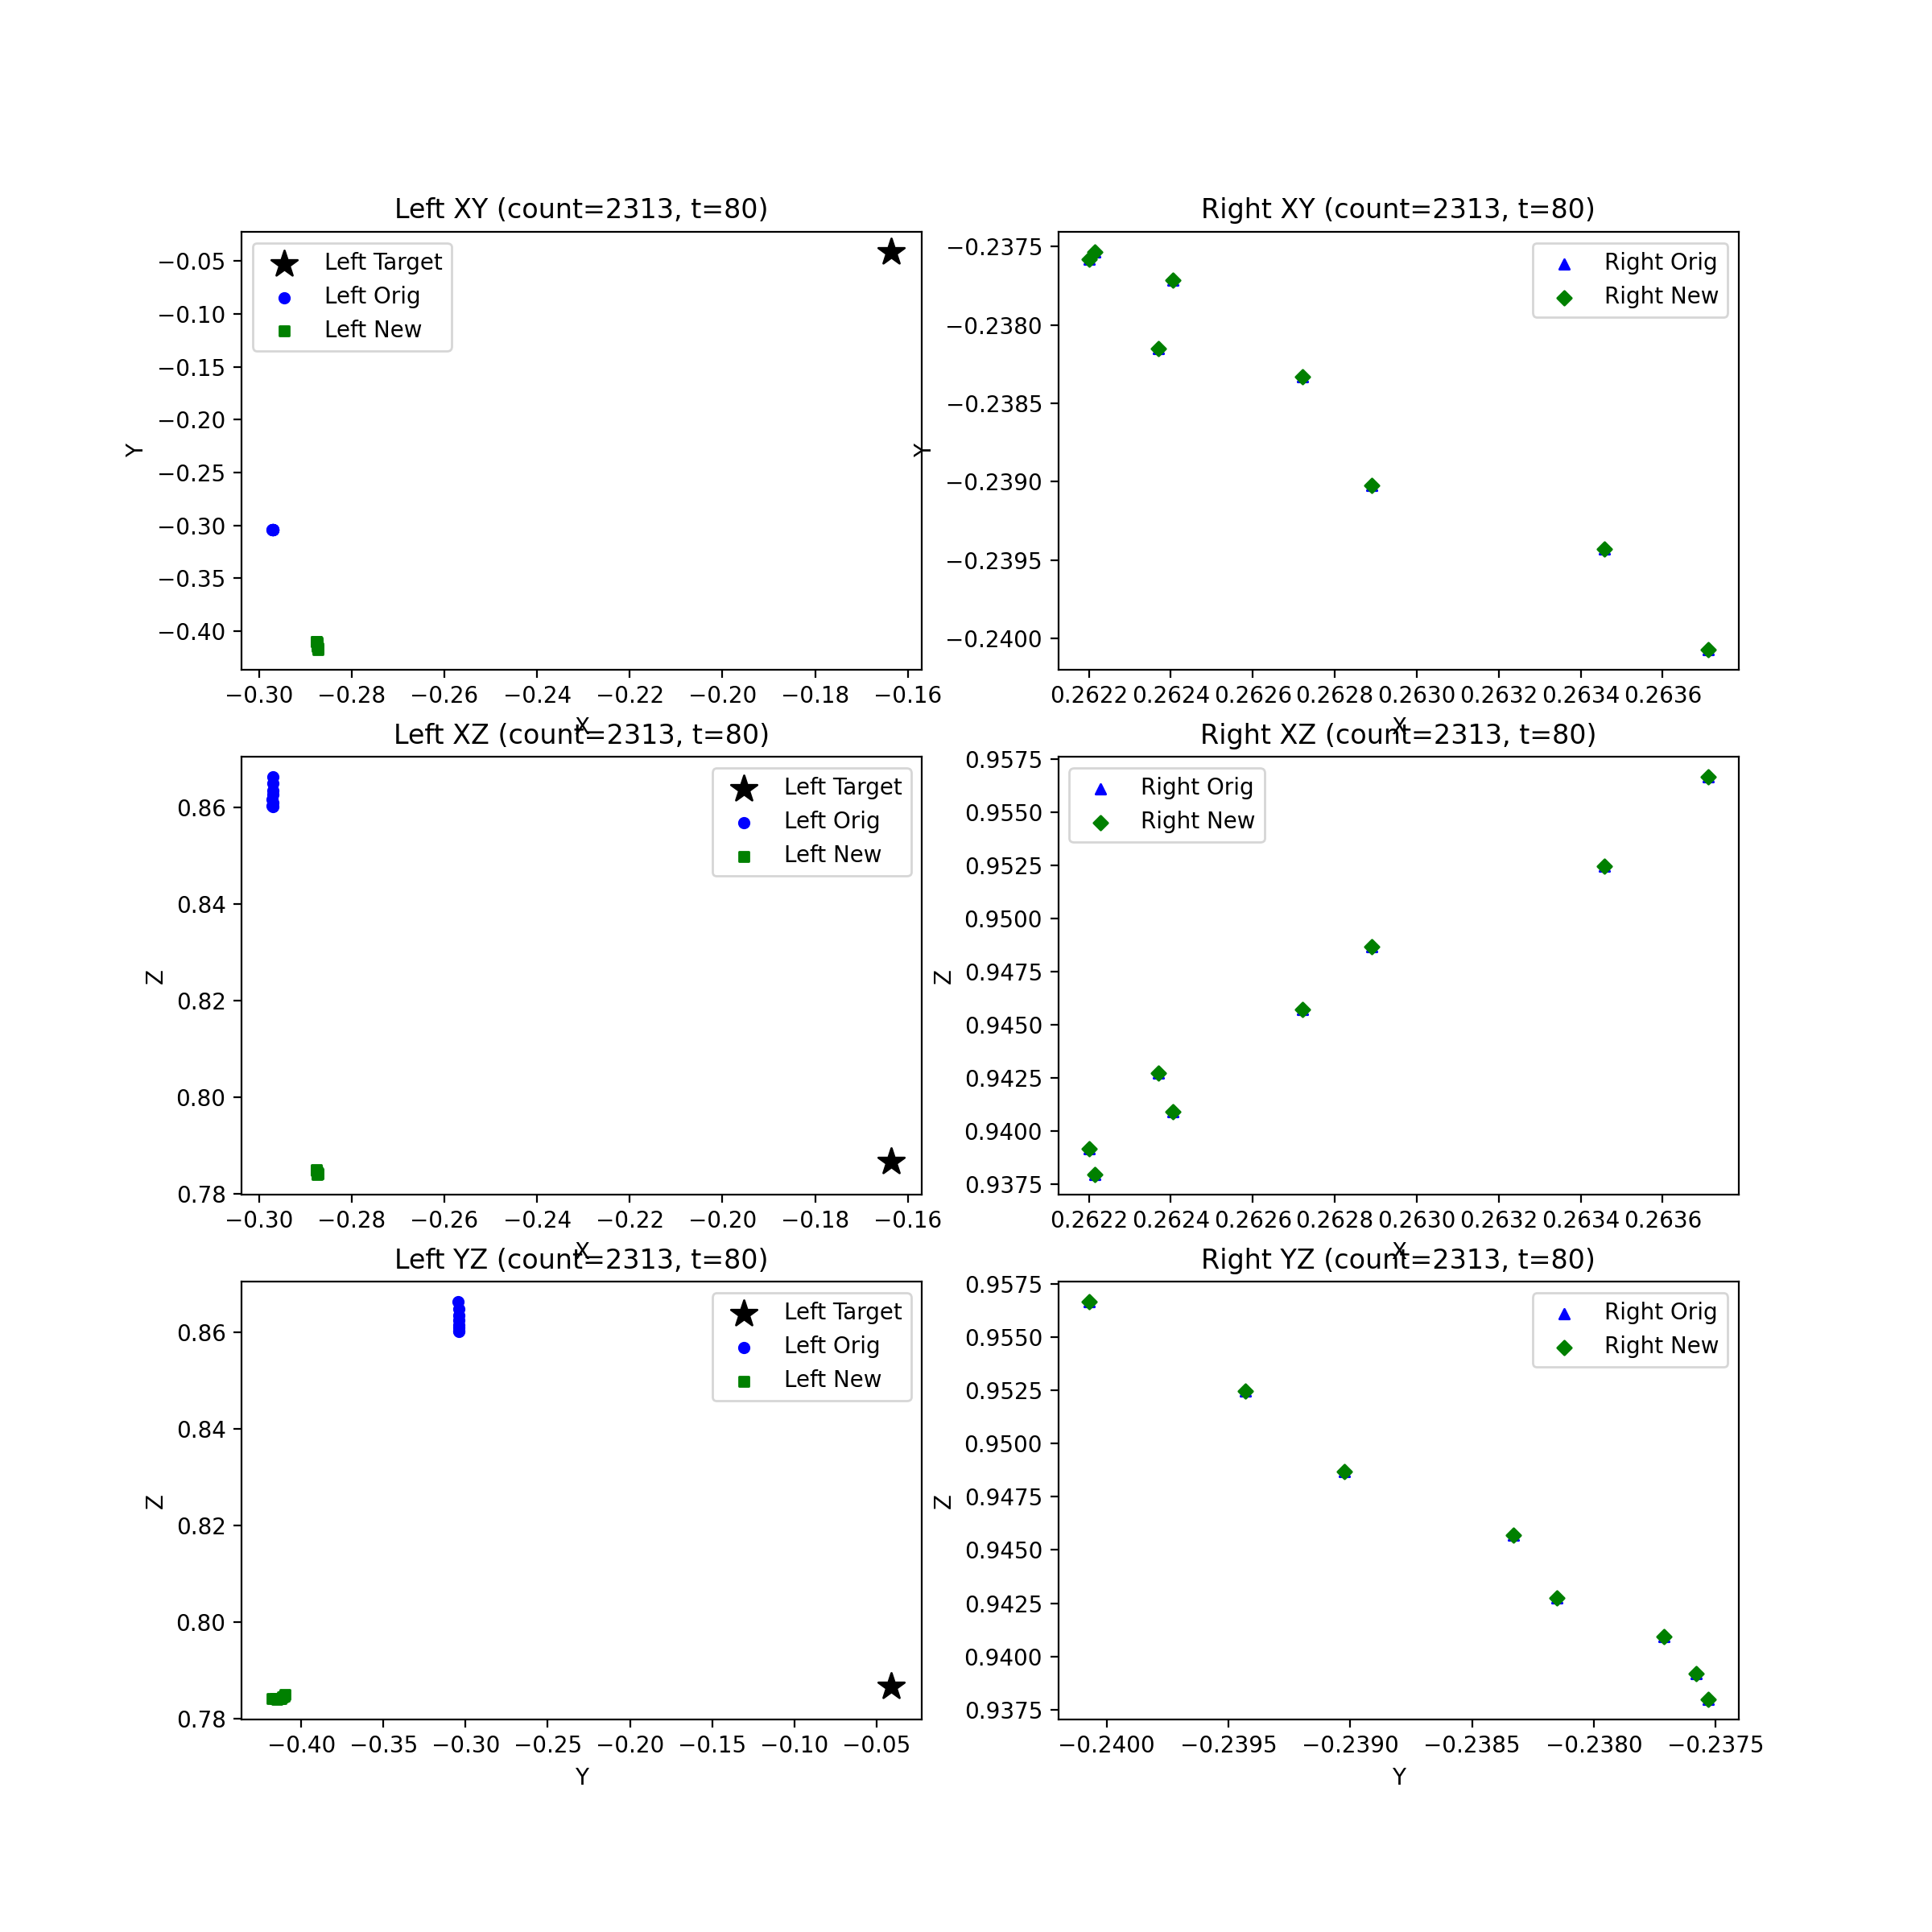 Left XY (count=2313, t=80)
Left Target
Left Orig
Left New
−0.05
−0.10
−0.15
−0.20
−0.25
−0.30
−0.35
−0.40
Y
−0.30 −0.28 −0.26 −0.24 −0.22 −0.20 −0.18 −0.16
X
Right XY (count=2313, t=80)
Right Orig
Right New
−0.2375
−0.2380
−0.2385
−0.2390
−0.2395
−0.2400
Y
0.2622 0.2624 0.2626 0.2628 0.2630 0.2632 0.2634 0.2636
X
Left XZ (count=2313, t=80)
Left Target
Left Orig
Left New
0.86
0.84
0.82
0.80
0.78
Z
−0.30 −0.28 −0.26 −0.24 −0.22 −0.20 −0.18 −0.16
X
Right XZ (count=2313, t=80)
Right Orig
Right New
0.9575
0.9550
0.9525
0.9500
0.9475
0.9450
0.9425
0.9400
0.9375
Z
0.2622 0.2624 0.2626 0.2628 0.2630 0.2632 0.2634 0.2636
X
Left YZ (count=2313, t=80)
Left Target
Left Orig
Left New
0.86
0.84
0.82
0.80
0.78
Z
−0.40 −0.35 −0.30 −0.25 −0.20 −0.15 −0.10 −0.05
Y
Right YZ (count=2313, t=80)
Right Orig
Right New
0.9575
0.9550
0.9525
0.9500
0.9475
0.9450
0.9425
0.9400
0.9375
Z
−0.2400 −0.2395 −0.2390 −0.2385 −0.2380 −0.2375
Y